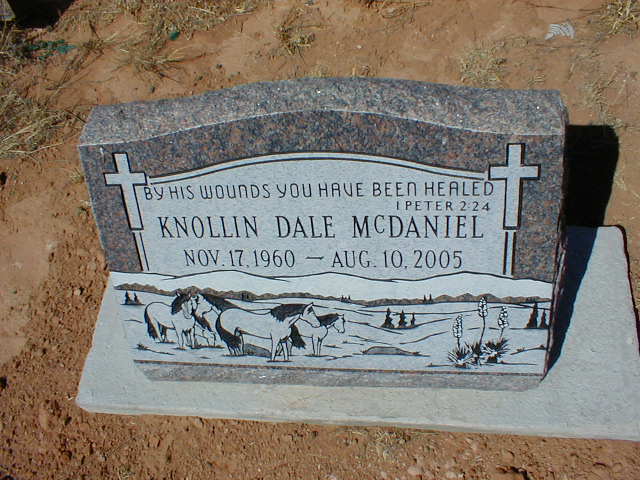 BY HIS WOUNDS YOU HAVE BEEN HEALED
I PETER 2:24
KNOLLIN DALE McDANIEL
NOV. 17, 1960 — AUG. 10, 2005